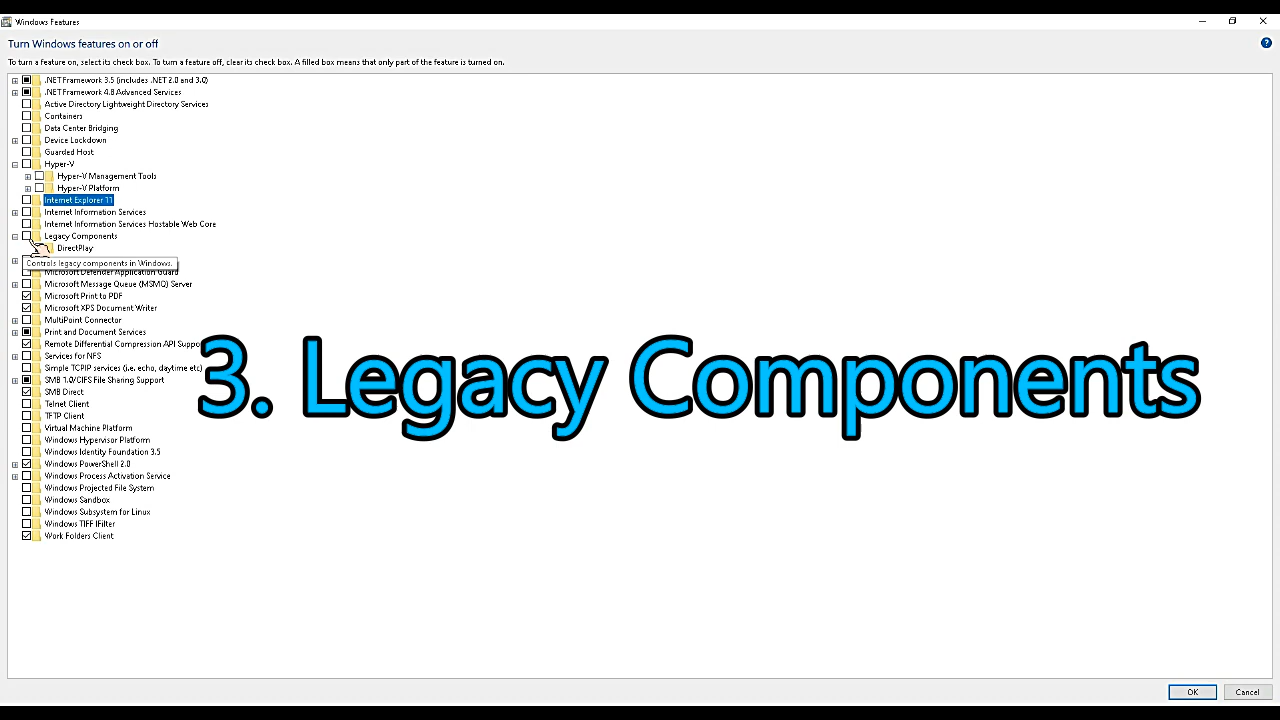 Windows Features
Turn Windows features on or off
To turn a feature on, select its check box. To turn a feature off, clear its check box. A filled box means that only part of the feature is turned on.
.NET Framework 3.5 (includes .NET 2.0 and 3.0)
.NET Framework 4.8 Advanced Services
Active Directory Lightweight Directory Services
Containers
Data Center Bridging
Device Lockdown
Guarded Host
Hyper-V
Hyper-V Management Tools
Hyper-V Platform
Internet Explorer 11
Internet Information Services
Internet Information Services Hostable Web Core
Legacy Components
DirectPlay
Controls legacy components in Windows.
Microsoft Defender Application Guard
Microsoft Message Queue (MSMQ) Server
Microsoft Print to PDF
Microsoft XPS Document Writer
MultiPoint Connector
Print and Document Services
Remote Differential Compression API Suppo
Services for NFS
Simple TCPIP services (i.e. echo, daytime etc)
SMB 1.0/CIFS File Sharing Support
SMB Direct
Telnet Client
TFTP Client
Virtual Machine Platform
Windows Hypervisor Platform
Windows Identity Foundation 3.5
Windows PowerShell 2.0
Windows Process Activation Service
Windows Projected File System
Windows Sandbox
Windows Subsystem for Linux
Windows TIFF IFilter
Work Folders Client
3. Legacy Components
OK
Cancel